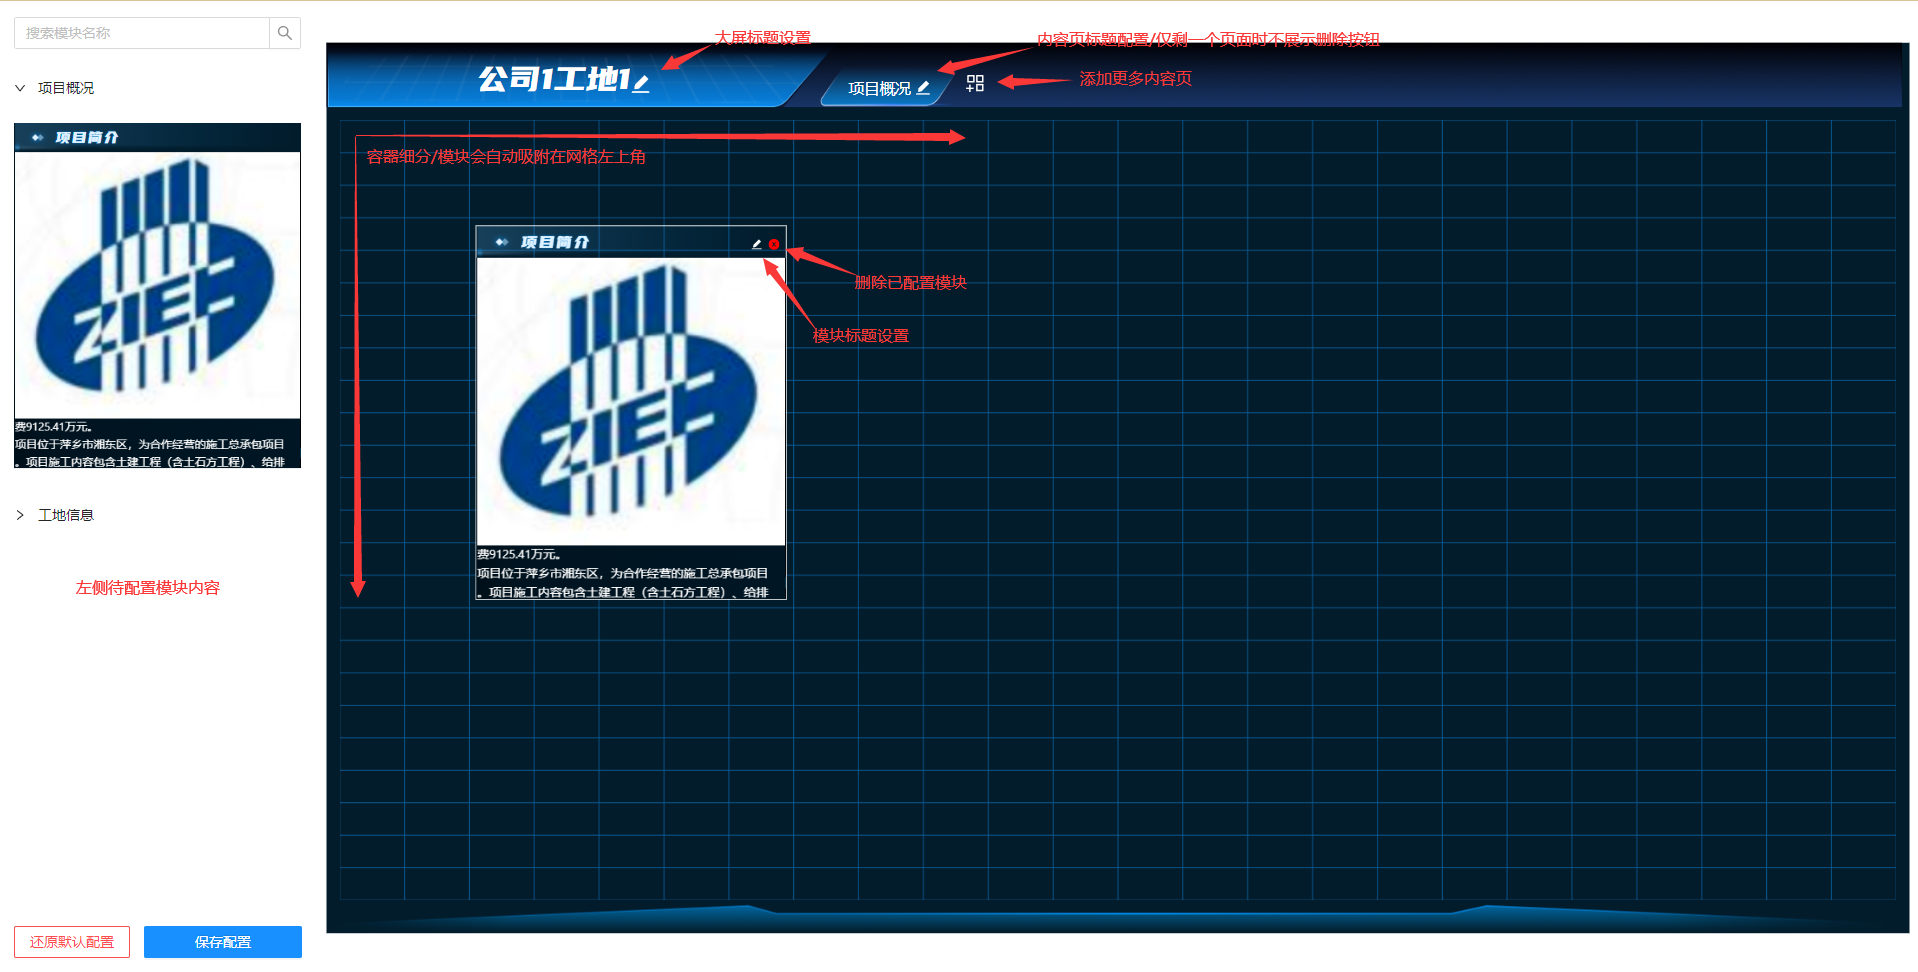 搜索模块名称
项目概况
项目简介
ZIEC
费9125.41万元。
项目位于萍乡市湘东区，为合作经营的施工总承包项目
。项目施工内容包含土建工程（含土石方工程）、给排
工地信息
左侧待配置模块内容
还原默认配置
保存配置
大屏标题设置
内容页标题配置/仅剩一个页面时不展示删除按钮
公司1工地1
项目概况
添加更多内容页
容器细分/模块会自动吸附在网格左上角
项目简介
删除已配置模块
模块标题设置
ZIEC
费9125.41万元。
项目位于萍乡市湘东区，为合作经营的施工总承包项目
。项目施工内容包含土建工程（含土石方工程）、给排